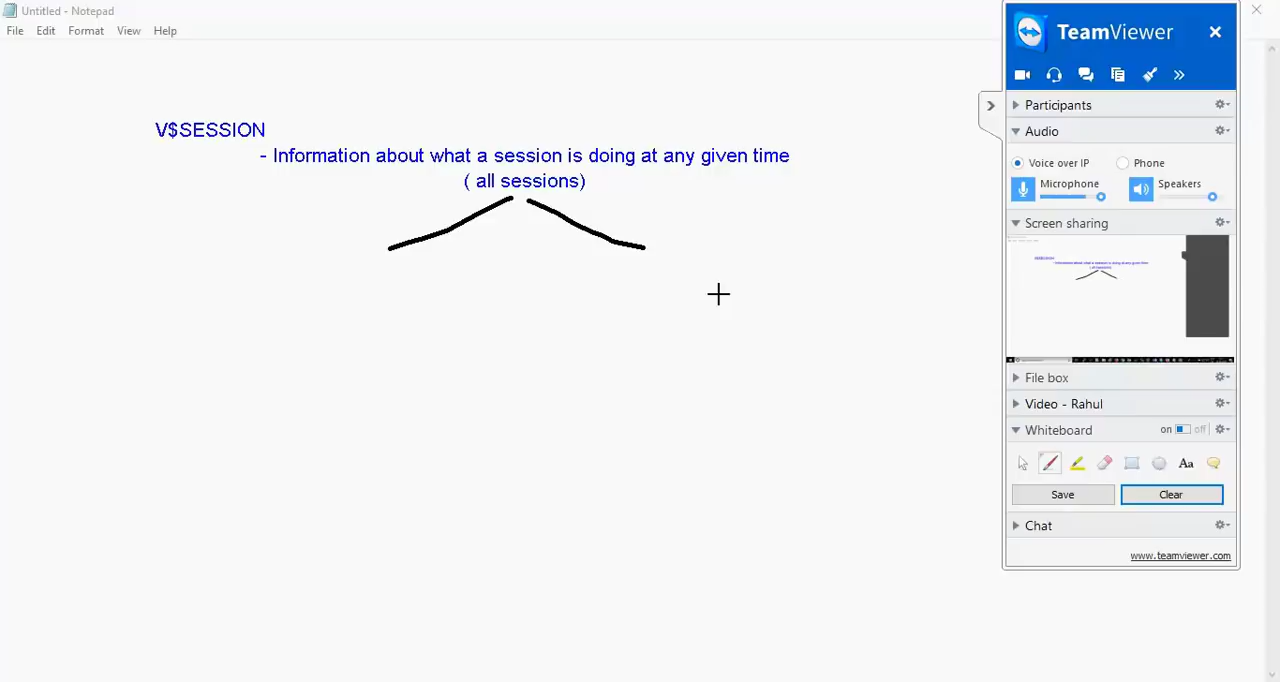 Untitled - Notepad
File Edit Format View Help
V$SESSION
- Information about what a session is doing at any given time
( all sessions)
TeamViewer
Participants
Audio
Voice over IP Phone
Microphone Speakers
Screen sharing
File box
Video - Rahul
Whiteboard on off
Aa
Save Clear
Chat
www.teamviewer.com